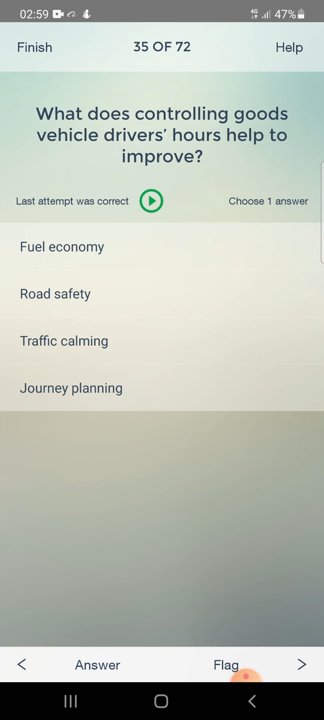 02:59 47%
Finish 35 OF 72 Help
What does controlling goods
vehicle drivers' hours help to
improve?
Last attempt was correct Choose 1 answer
Fuel economy
Road safety
Traffic calming
Journey planning
< Answer Flag >